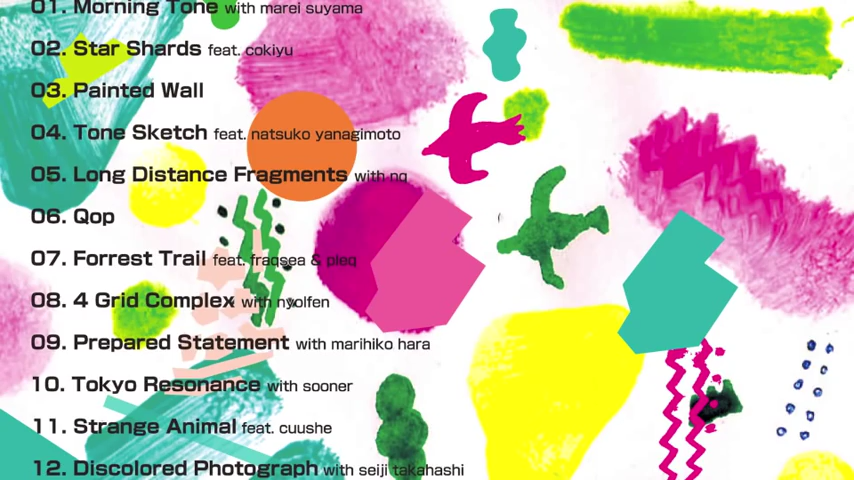 01. Morning Tone with marei suyama
02. Star Shards feat. cokiyu
03. Painted Wall
04. Tone Sketch feat. natsuko yanagimoto
05. Long Distance Fragments with nq
06. Qop
07. Forrest Trail feat. fraqsea & pleq
08. 4 Grid Complex with nyolfen
09. Prepared Statement with marihiko hara
10. Tokyo Resonance with sooner
11. Strange Animal feat. cuushe
12. Discolored Photograph with seiji takahashi